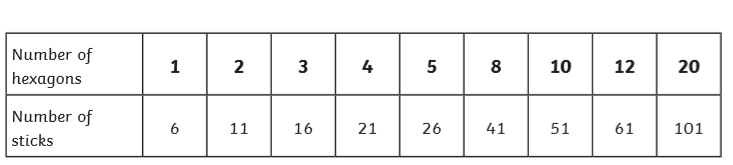 Number of
hexagons 1 2 3 4 5 8 10 12 20
Number of
sticks 6 11 16 21 26 41 51 61 101